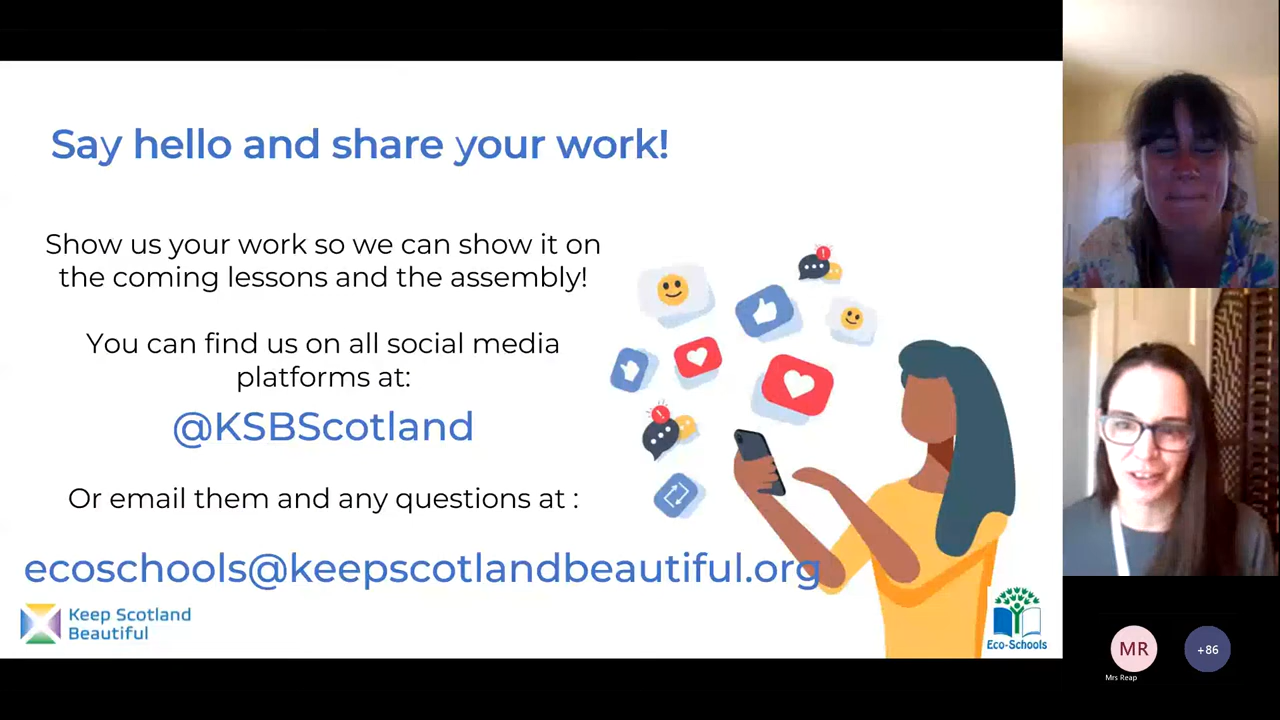 Say hello and share your work!
Show us your work so we can show it on
the coming lessons and the assembly!
You can find us on all social media
platforms at:
@KSBScotland
Or email them and any questions at :
ecoschools@keepscotlandbeautiful.org
Keep Scotland
Beautiful
Eco-Schools
MR
+86
Mrs Reap